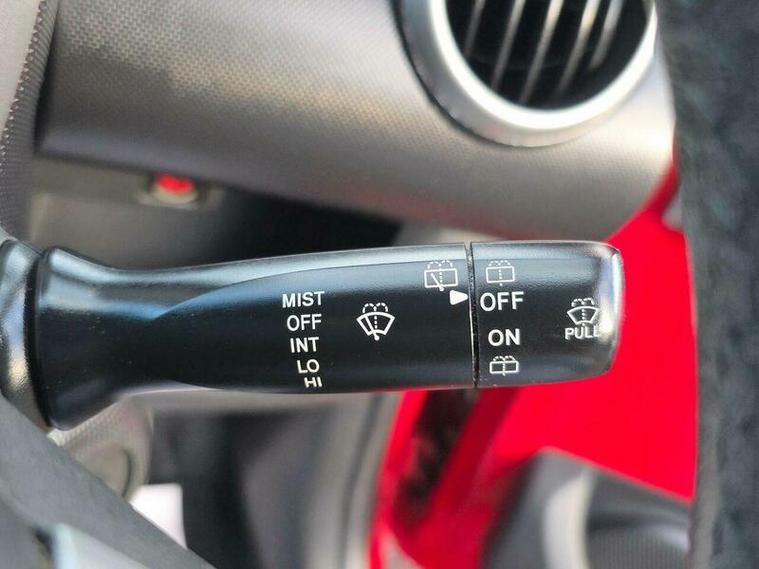 MIST
OFF
INT
LO
HI
OFF
ON
PULL